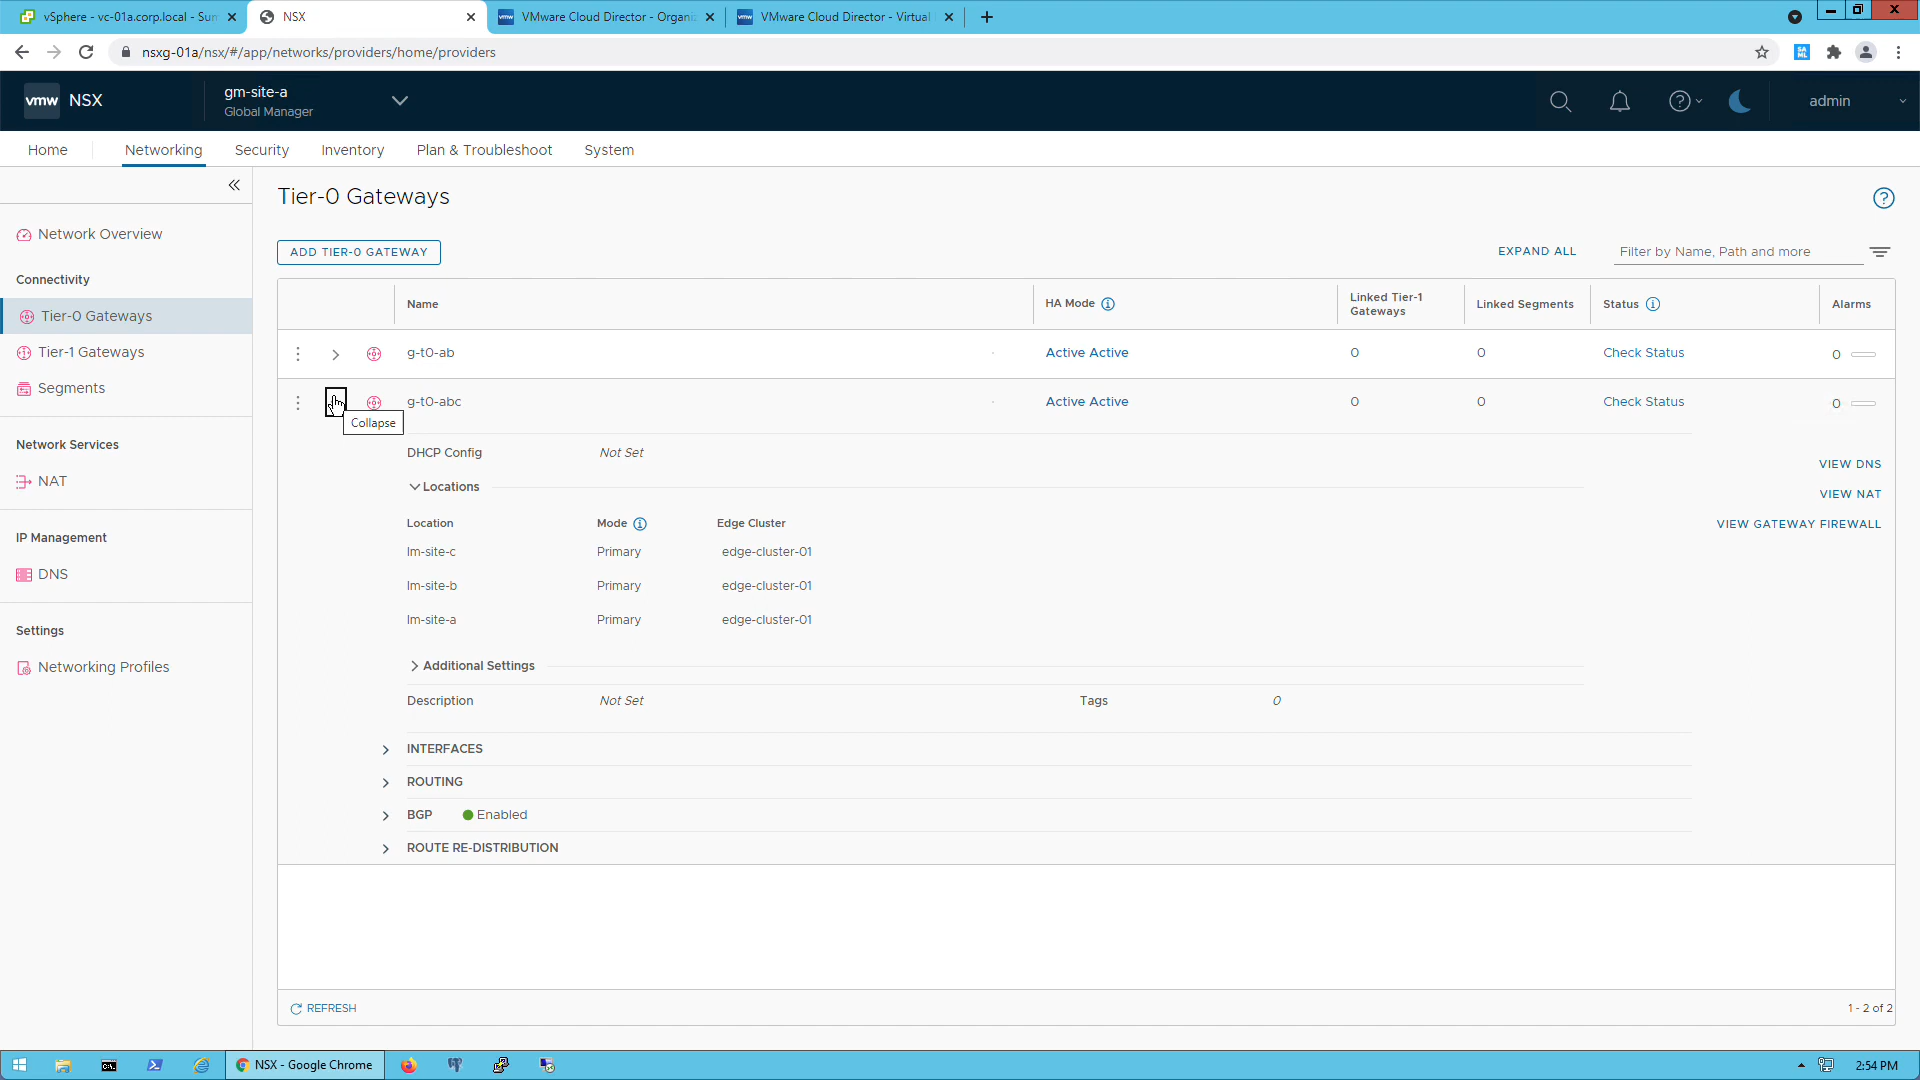 vSphere - vc-01a.corp.local - Sun
NSX
VMware Cloud Director - Organiz
VMware Cloud Director - Virtual
nsxg-01a/nsx/#/app/networks/providers/home/providers
vmw NSX
gm-site-a
Global Manager
admin
Home
Networking
Security
Inventory
Plan & Troubleshoot
System
Tier-0 Gateways
Network Overview
ADD TIER-0 GATEWAY
EXPAND ALL
Filter by Name, Path and more
Connectivity
Tier-0 Gateways
Tier-1 Gateways
Segments
Network Services
NAT
IP Management
DNS
Settings
Networking Profiles
Name
HA Mode
Linked Tier-1 Gateways
Linked Segments
Status
Alarms
g-t0-ab Active Active 0 0 Check Status 0
g-t0-abc Active Active 0 0 Check Status 0
Collapse
DHCP Config Not Set
VIEW DNS
Locations
VIEW NAT
Location Mode Edge Cluster
VIEW GATEWAY FIREWALL
lm-site-c Primary edge-cluster-01
lm-site-b Primary edge-cluster-01
lm-site-a Primary edge-cluster-01
Additional Settings
Description Not Set Tags 0
INTERFACES
ROUTING
BGP Enabled
ROUTE RE-DISTRIBUTION
REFRESH
1 - 2 of 2
NSX - Google Chrome
2:54 PM